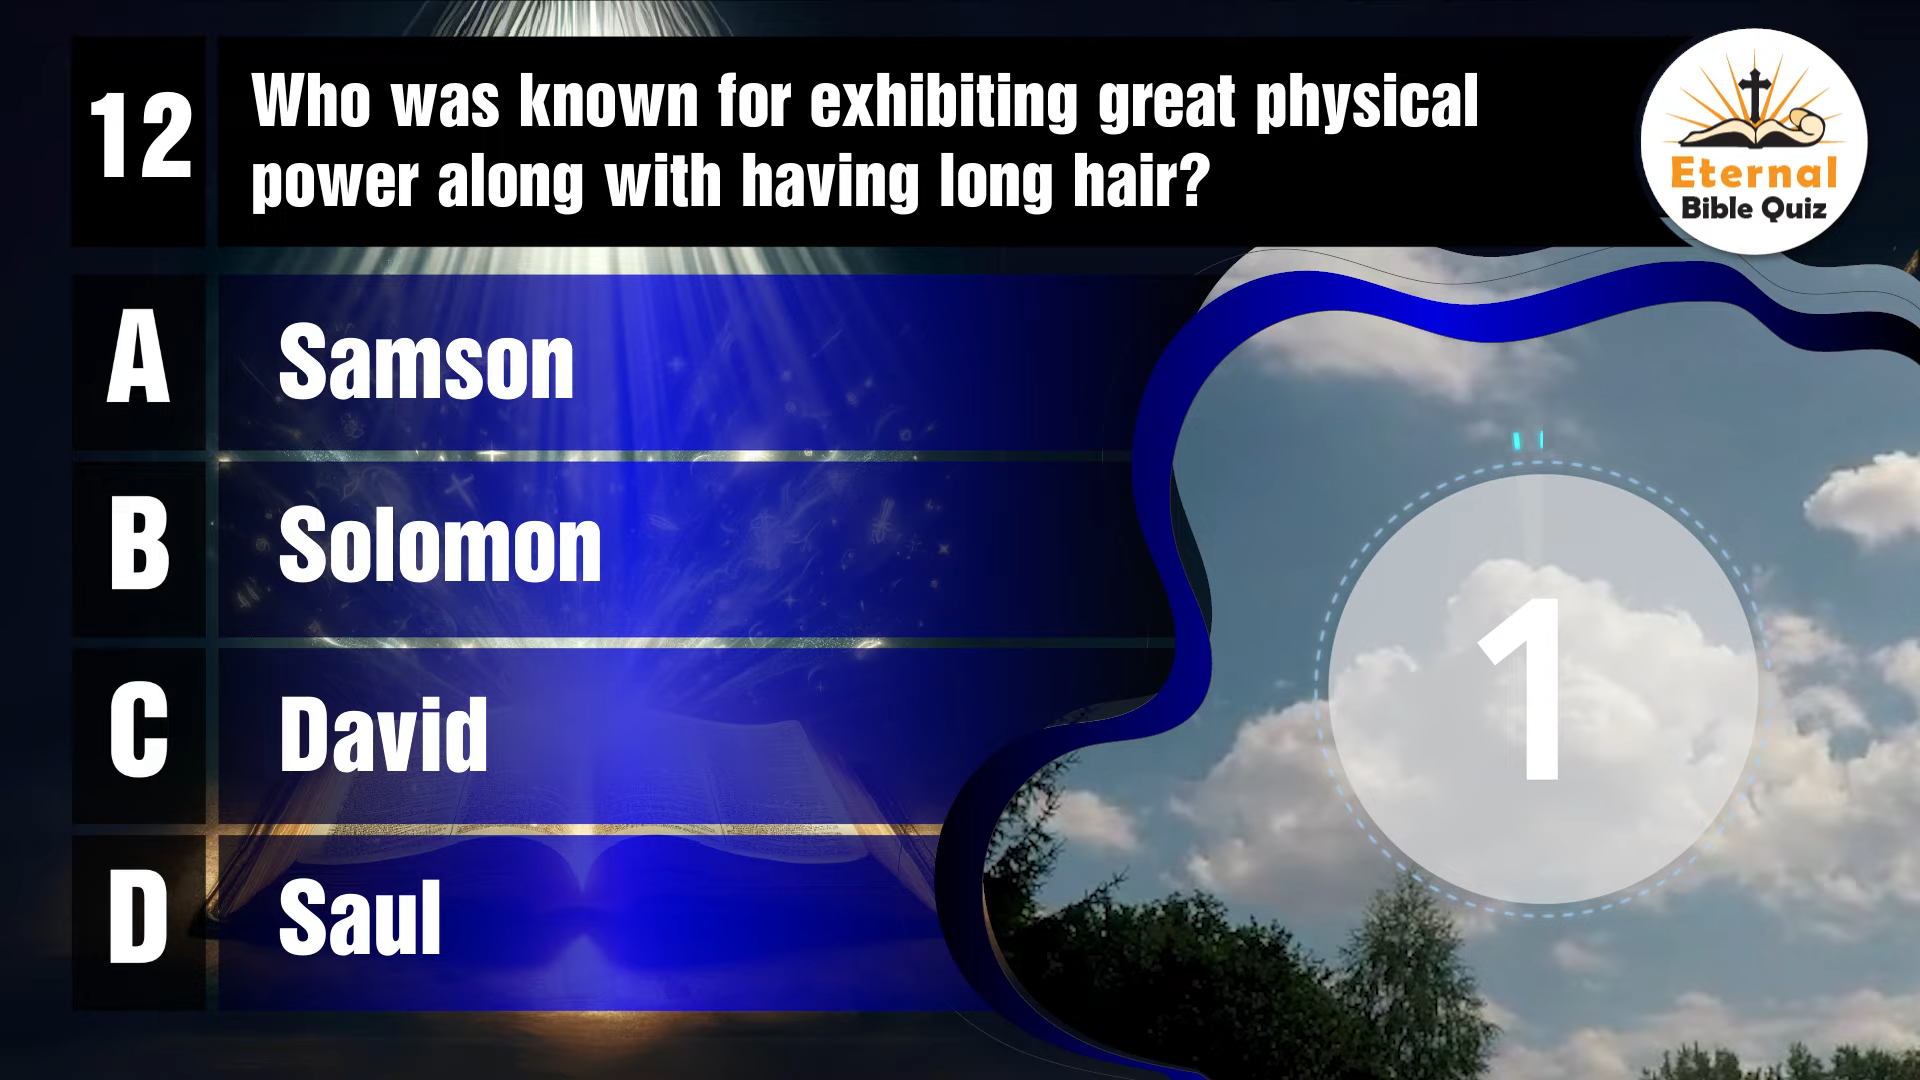 12
Who was known for exhibiting great physical
power along with having long hair?
Eternal
Bible Quiz
A
Samson
B
Solomon
C
David
D
Saul
1